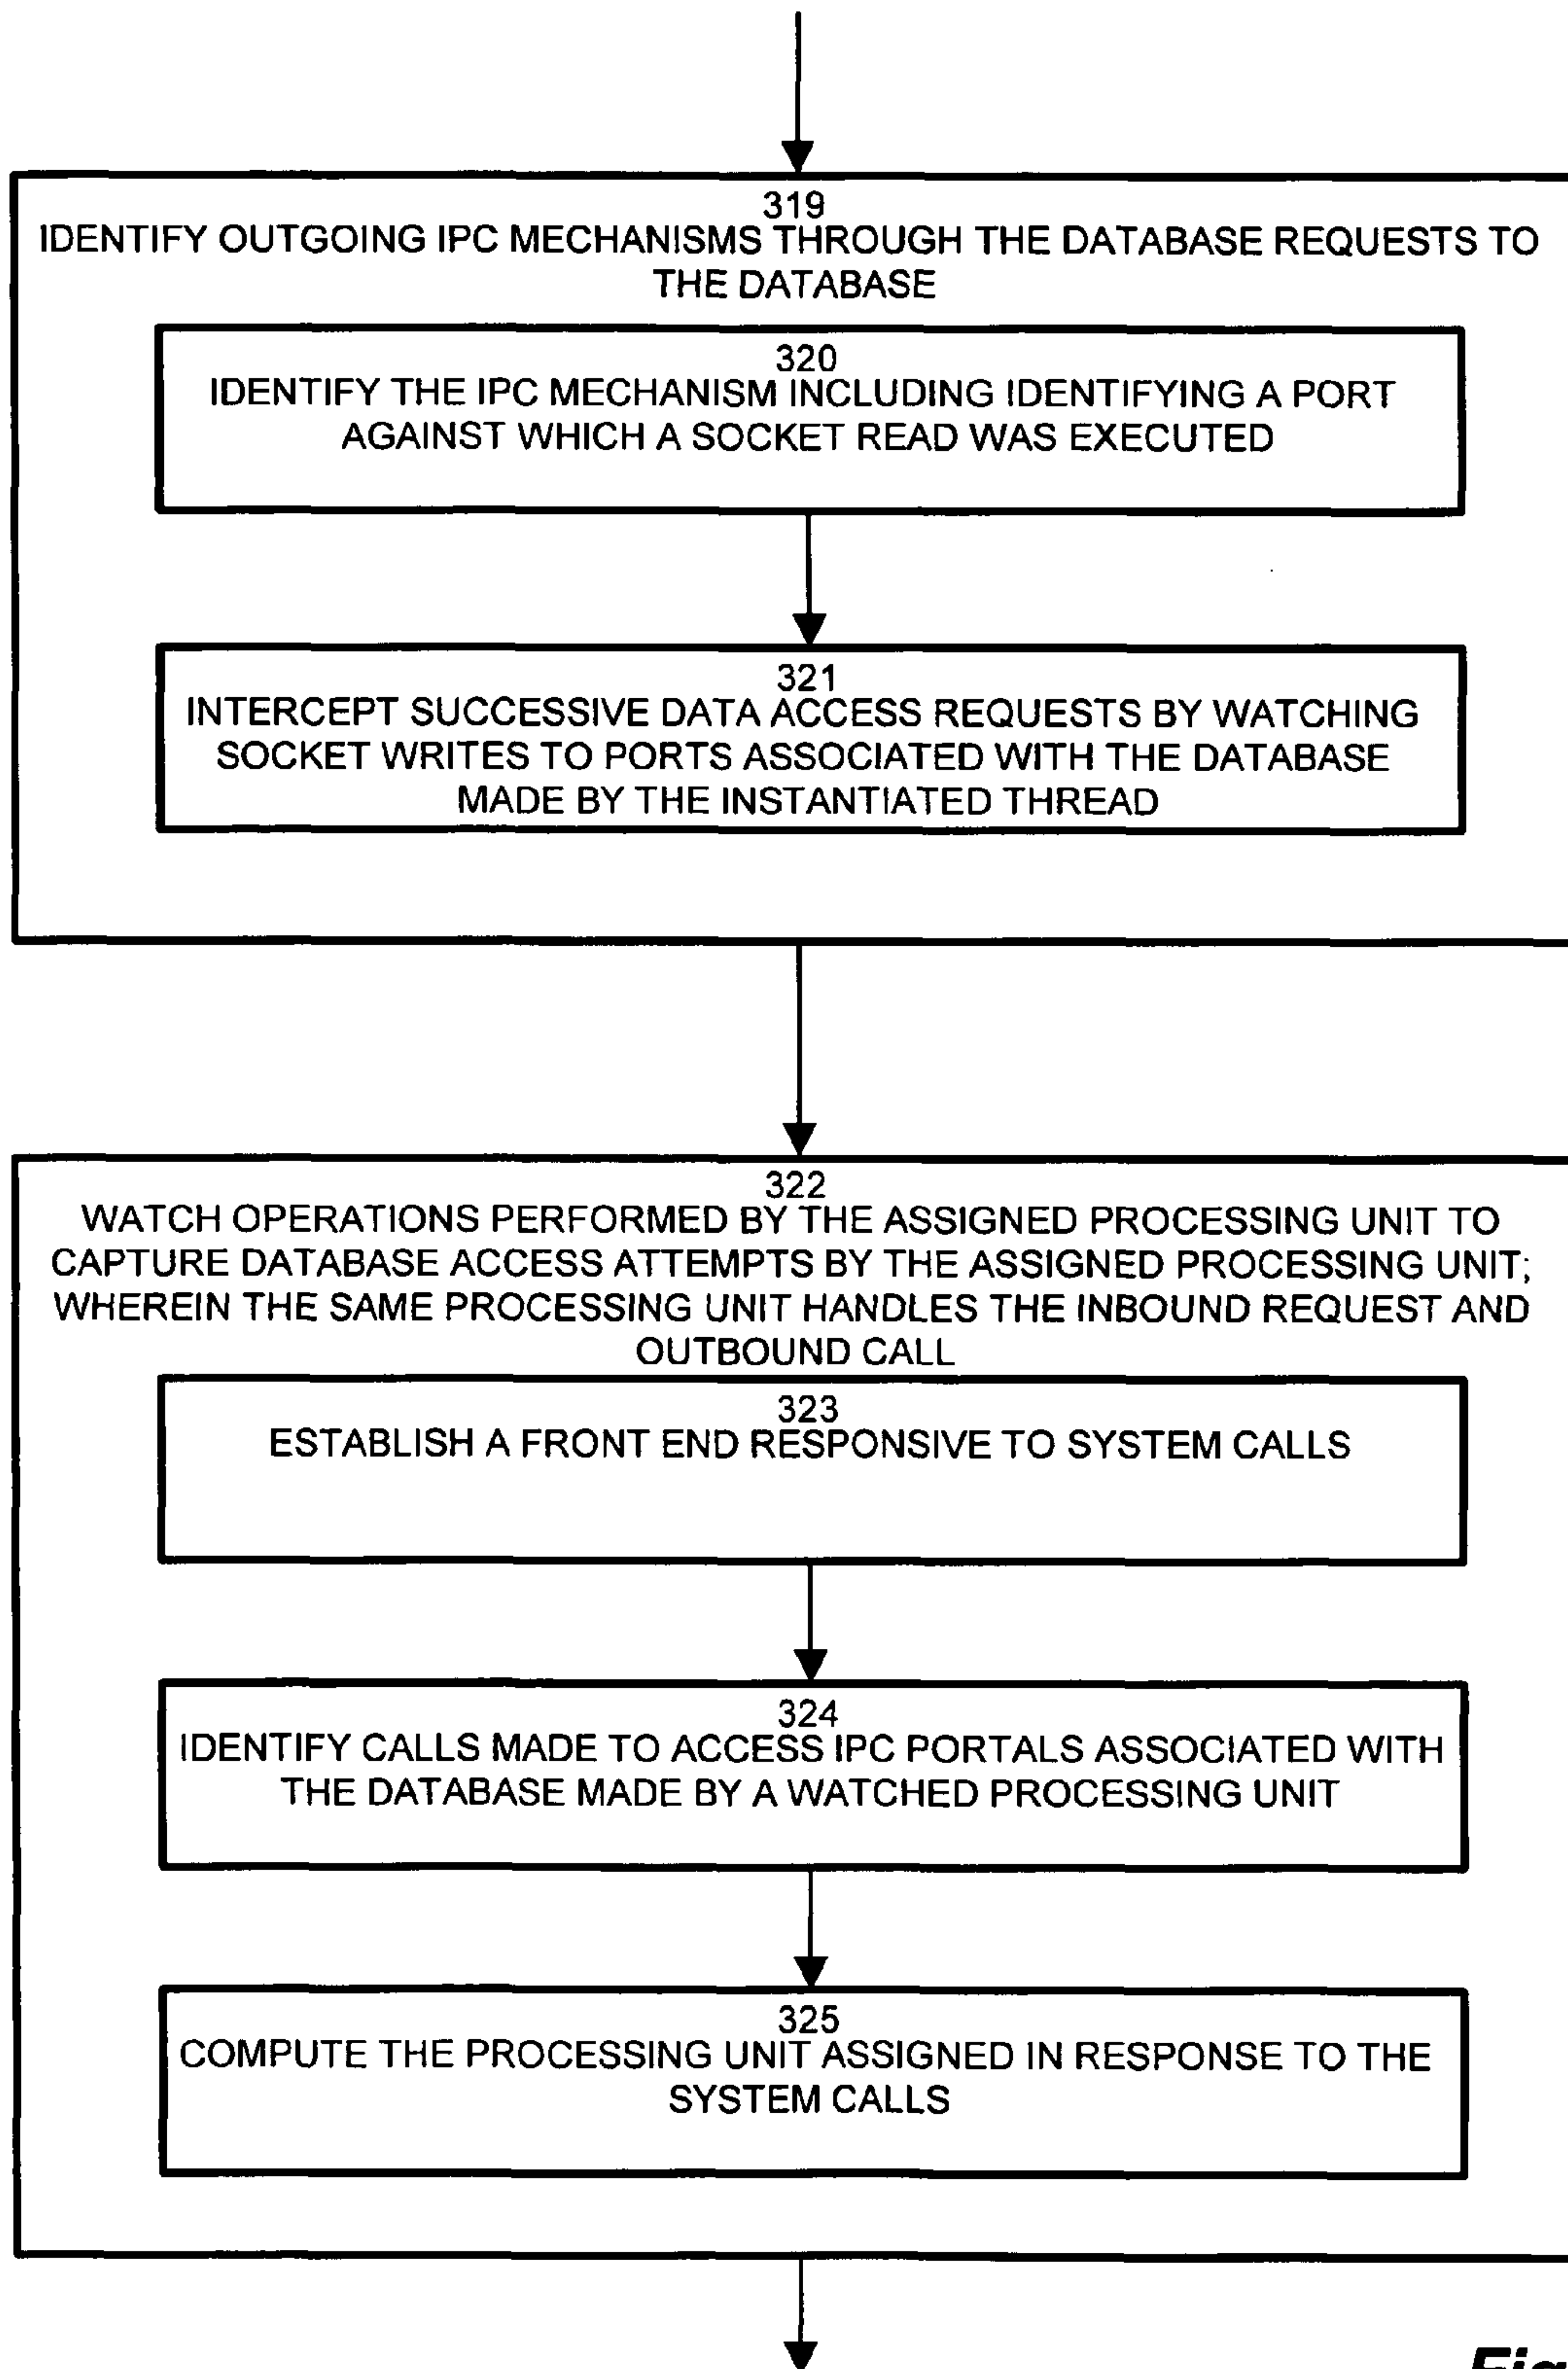 319
IDENTIFY OUTGOING IPC MECHANISMS THROUGH THE DATABASE REQUESTS TO
THE DATABASE
320
IDENTIFY THE IPC MECHANISM INCLUDING IDENTIFYING A PORT
AGAINST WHICH A SOCKET READ WAS EXECUTED
321
INTERCEPT SUCCESSIVE DATA ACCESS REQUESTS BY WATCHING
SOCKET WRITES TO PORTS ASSOCIATED WITH THE DATABASE
MADE BY THE INSTANTIATED THREAD
322
WATCH OPERATIONS PERFORMED BY THE ASSIGNED PROCESSING UNIT TO
CAPTURE DATABASE ACCESS ATTEMPTS BY THE ASSIGNED PROCESSING UNIT;
WHEREIN THE SAME PROCESSING UNIT HANDLES THE INBOUND REQUEST AND
OUTBOUND CALL
323
ESTABLISH A FRONT END RESPONSIVE TO SYSTEM CALLS
324
IDENTIFY CALLS MADE TO ACCESS IPC PORTALS ASSOCIATED WITH
THE DATABASE MADE BY A WATCHED PROCESSING UNIT
325
COMPUTE THE PROCESSING UNIT ASSIGNED IN RESPONSE TO THE
SYSTEM CALLS